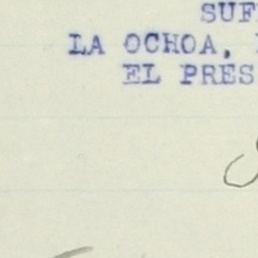 SUF
LA OCHOA,
EL PRES